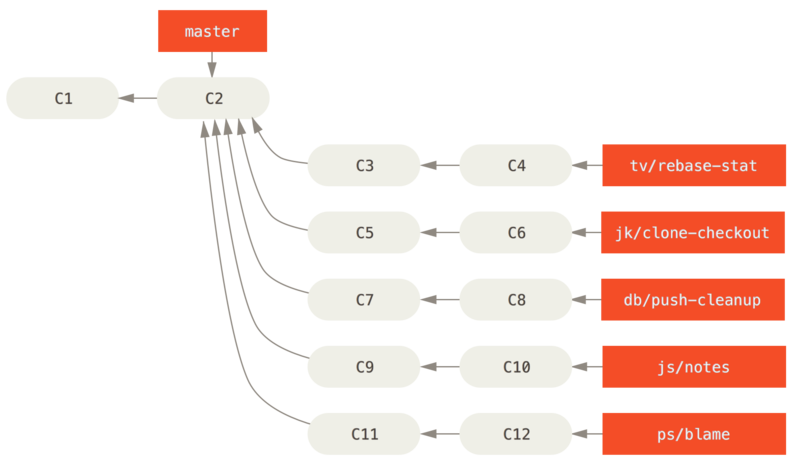 master
C1
C2
C3
C4
tv/rebase-stat
C5
C6
jk/clone-checkout
C7
C8
db/push-cleanup
C9
C10
js/notes
C11
C12
ps/blame